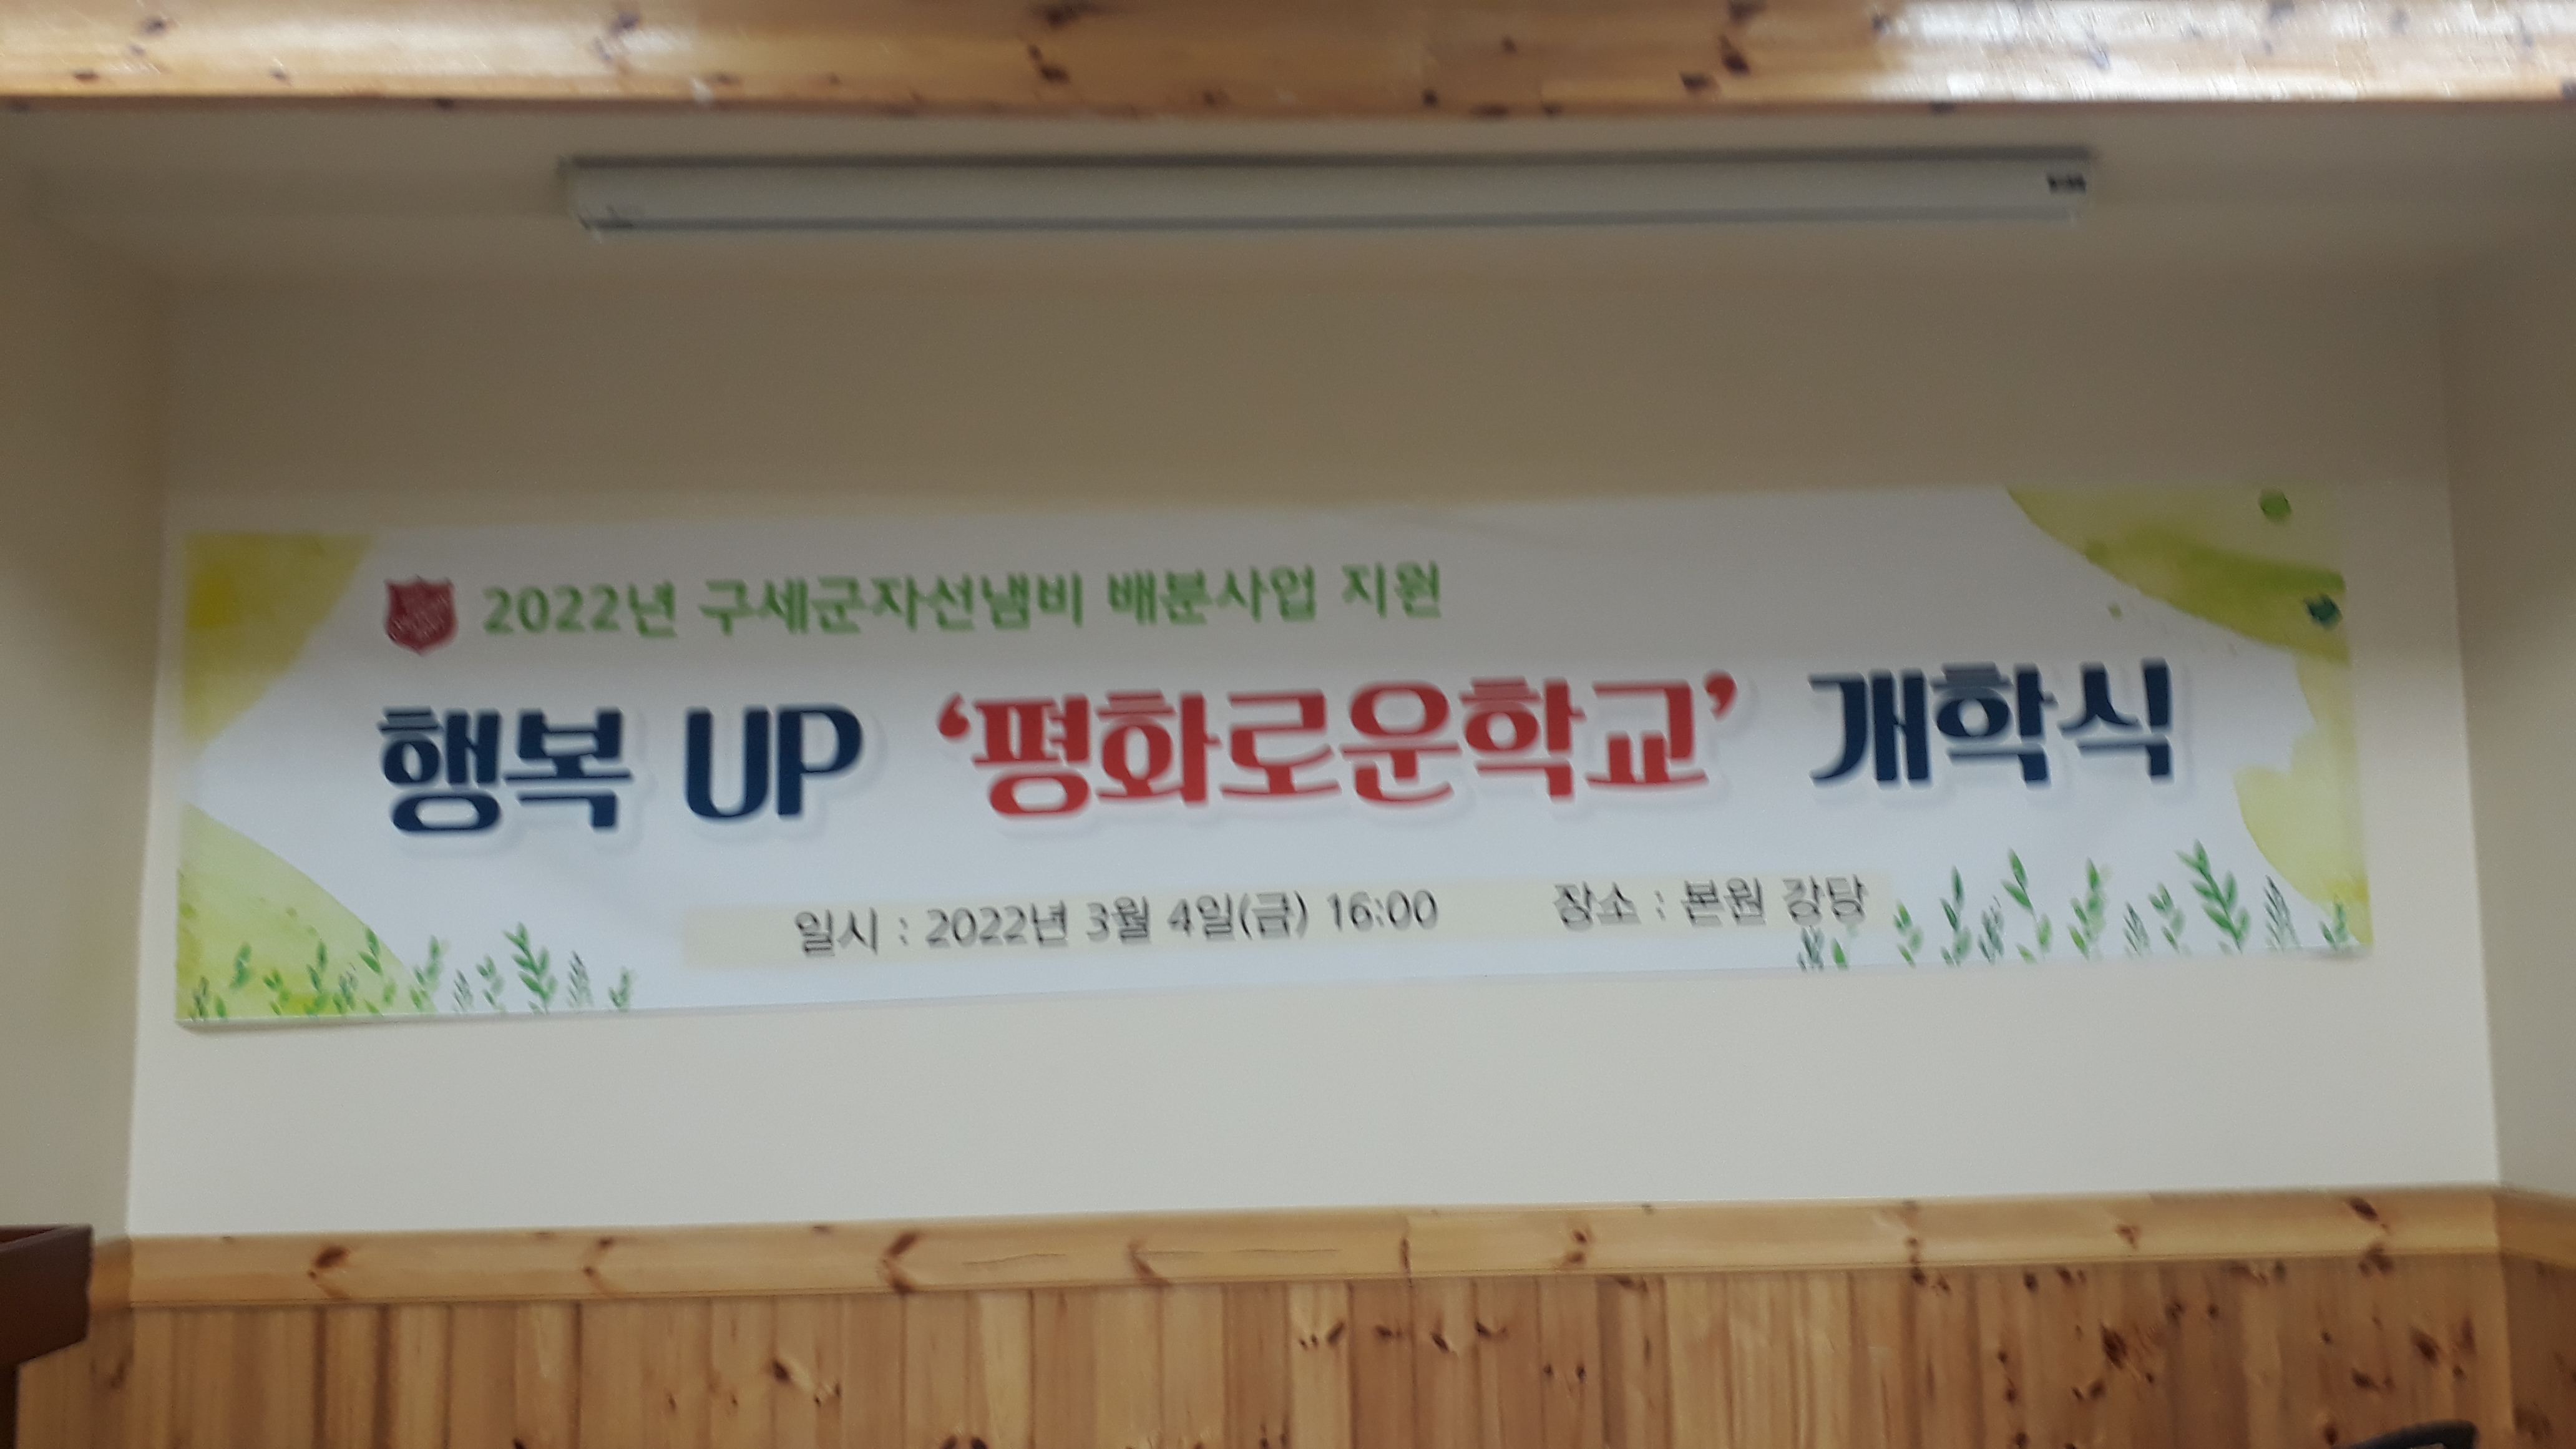 2022년 구세군자선냄비 배분사업 지원
행복 UP ‘평화로운학교’ 개학식
일시 : 2022년 3월 4일(금) 16:00 장소 : 본원 강당